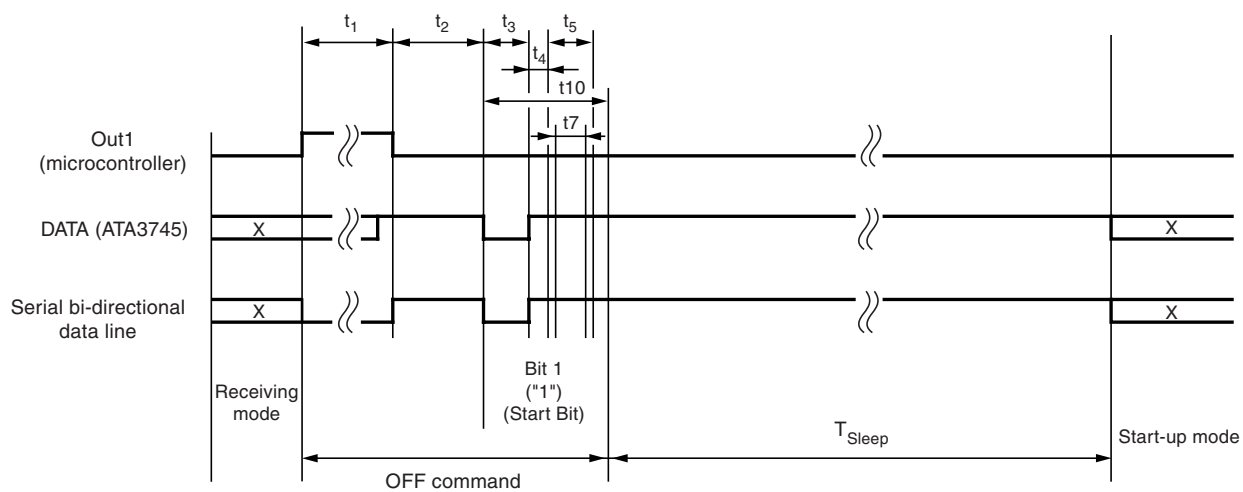 t1
t2
t3
t5
t4
t10
t7
Out1
(microcontroller)
DATA (ATA3745)
X
X
Serial bi-directional
data line
X
X
Receiving
mode
Bit 1
("1")
(Start Bit)
TSleep
Start-up mode
OFF command